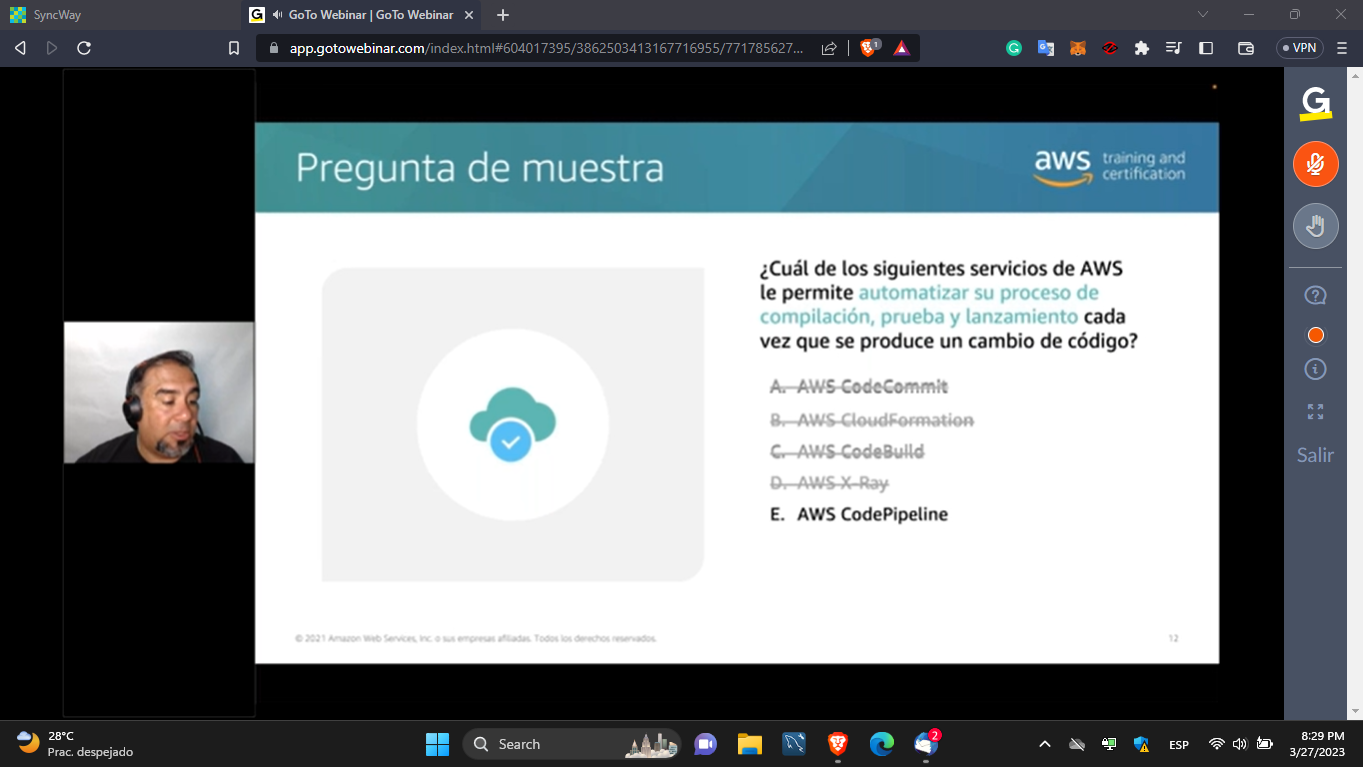 SyncWay
GoTo Webinar | GoTo Webinar
app.gotowebinar.com/index.html#604017395/3862503413167716955/771785627...
1
VPN
Pregunta de muestra
aws training and
certification
¿Cuál de los siguientes servicios de AWS
le permite automatizar su proceso de
compilación, prueba y lanzamiento cada
vez que se produce un cambio de código?
A. AWS CodeCommit
B. AWS CloudFormation
C. AWS CodeBuild
D. AWS X-Ray
E. AWS CodePipeline
© 2021 Amazon Web Services, Inc. o sus empresas afiliadas. Todos los derechos reservados.
12
G
Salir
28°C
Prac. despejado
Search
2
ESP
8:29 PM
3/27/2023